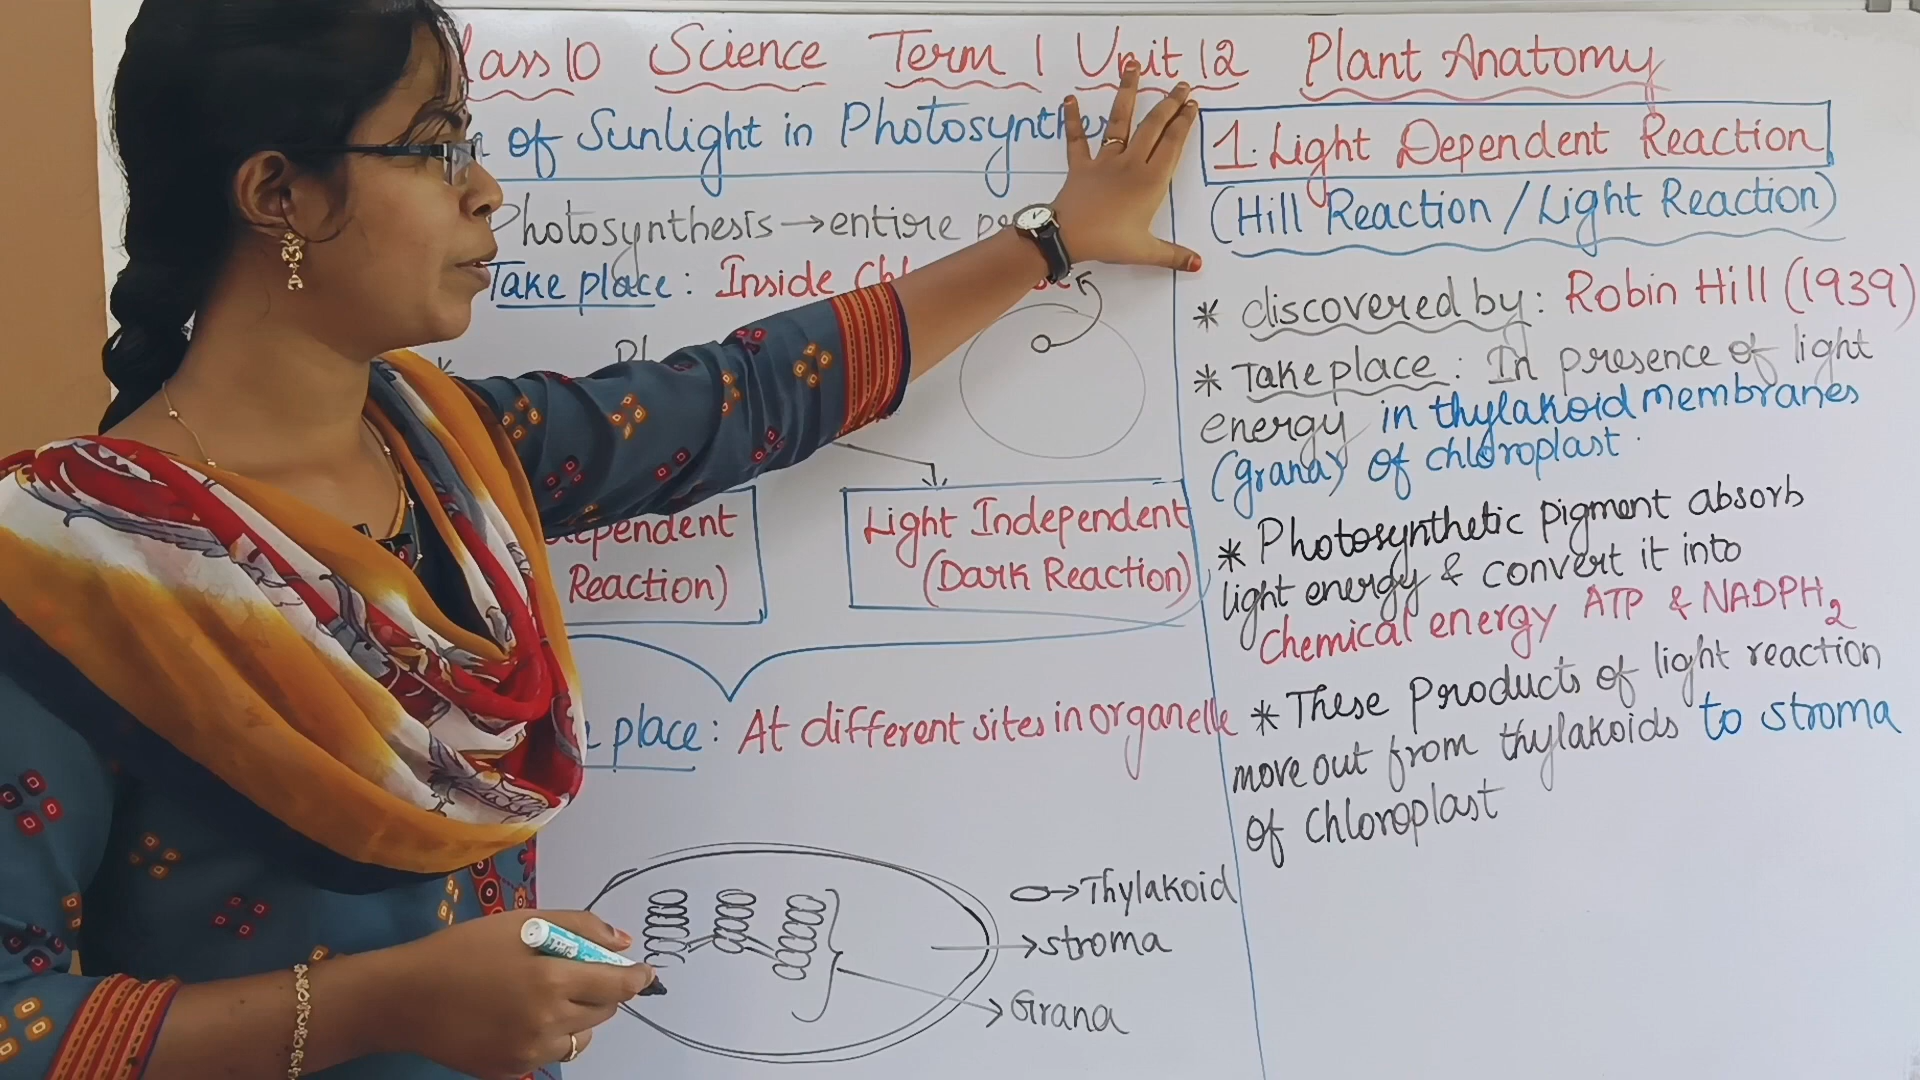 Class 10 Science Term 1 Unit 12 Plant Anatomy
of Sunlight in Photosynthes
Photosynthesis → entire
Take place : Inside Chl
Light Independent
(Dark Reaction)
ependent
Reaction)
place : At different sites in organelle
→ Thylakoid
→ stroma
→ Grana
1. Light Dependent Reaction
(Hill Reaction / Light Reaction)
* discovered by : Robin Hill (1939)
* Take place : In presence of light
energy in thylakoid membranes
(grana) of chloroplast.
* Photosynthetic pigment absorb
light energy & convert it into
Chemical energy ATP & NADPH2
* These Products of light reaction
move out from thylakoids to stroma
of chloroplast